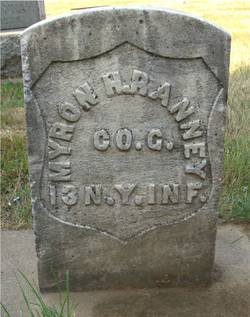 MYRON H. RANNEY
CO. G.
13 N.Y. INF.